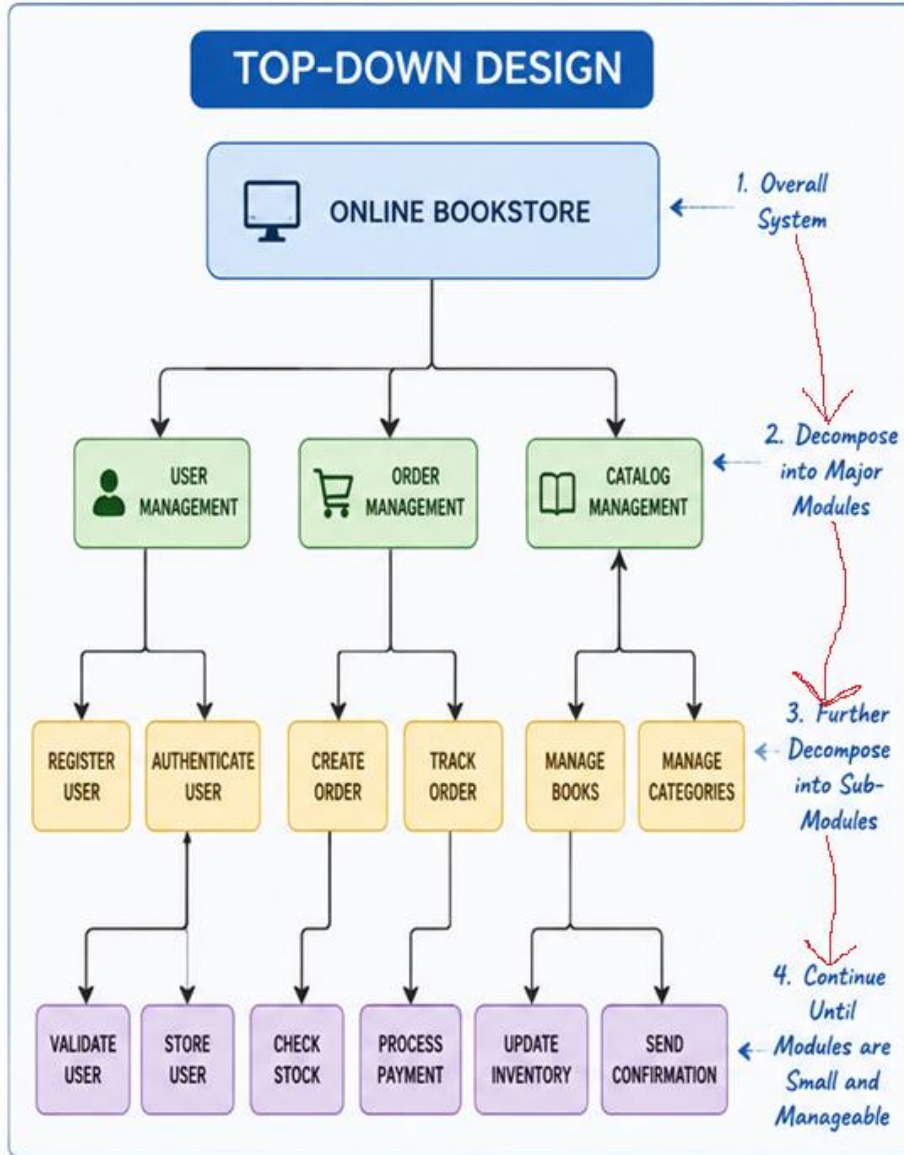 TOP-DOWN DESIGN
ONLINE BOOKSTORE
1. Overall
System
USER
MANAGEMENT
ORDER
MANAGEMENT
CATALOG
MANAGEMENT
2. Decompose
into Major
Modules
REGISTER
USER
AUTHENTICATE
USER
CREATE
ORDER
TRACK
ORDER
MANAGE
BOOKS
MANAGE
CATEGORIES
3. Further
Decompose
into Sub-
Modules
VALIDATE
USER
STORE
USER
CHECK
STOCK
PROCESS
PAYMENT
UPDATE
INVENTORY
SEND
CONFIRMATION
4. Continue
Until
Modules are
Small and
Manageable